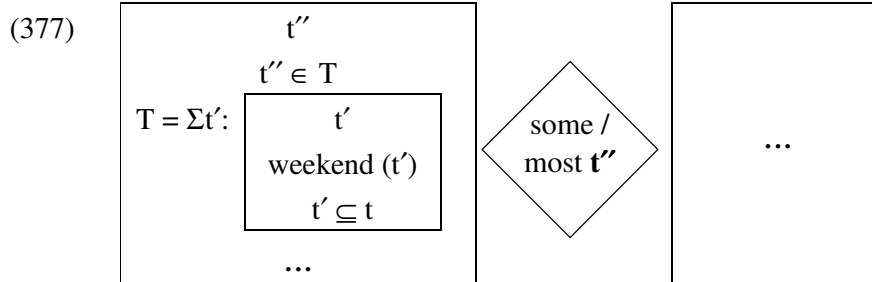 (377)
t″
t″ ∈ T
T = Σt′:
t′
weekend (t′)
t′ ⊆ t
...
some /
most t″
...